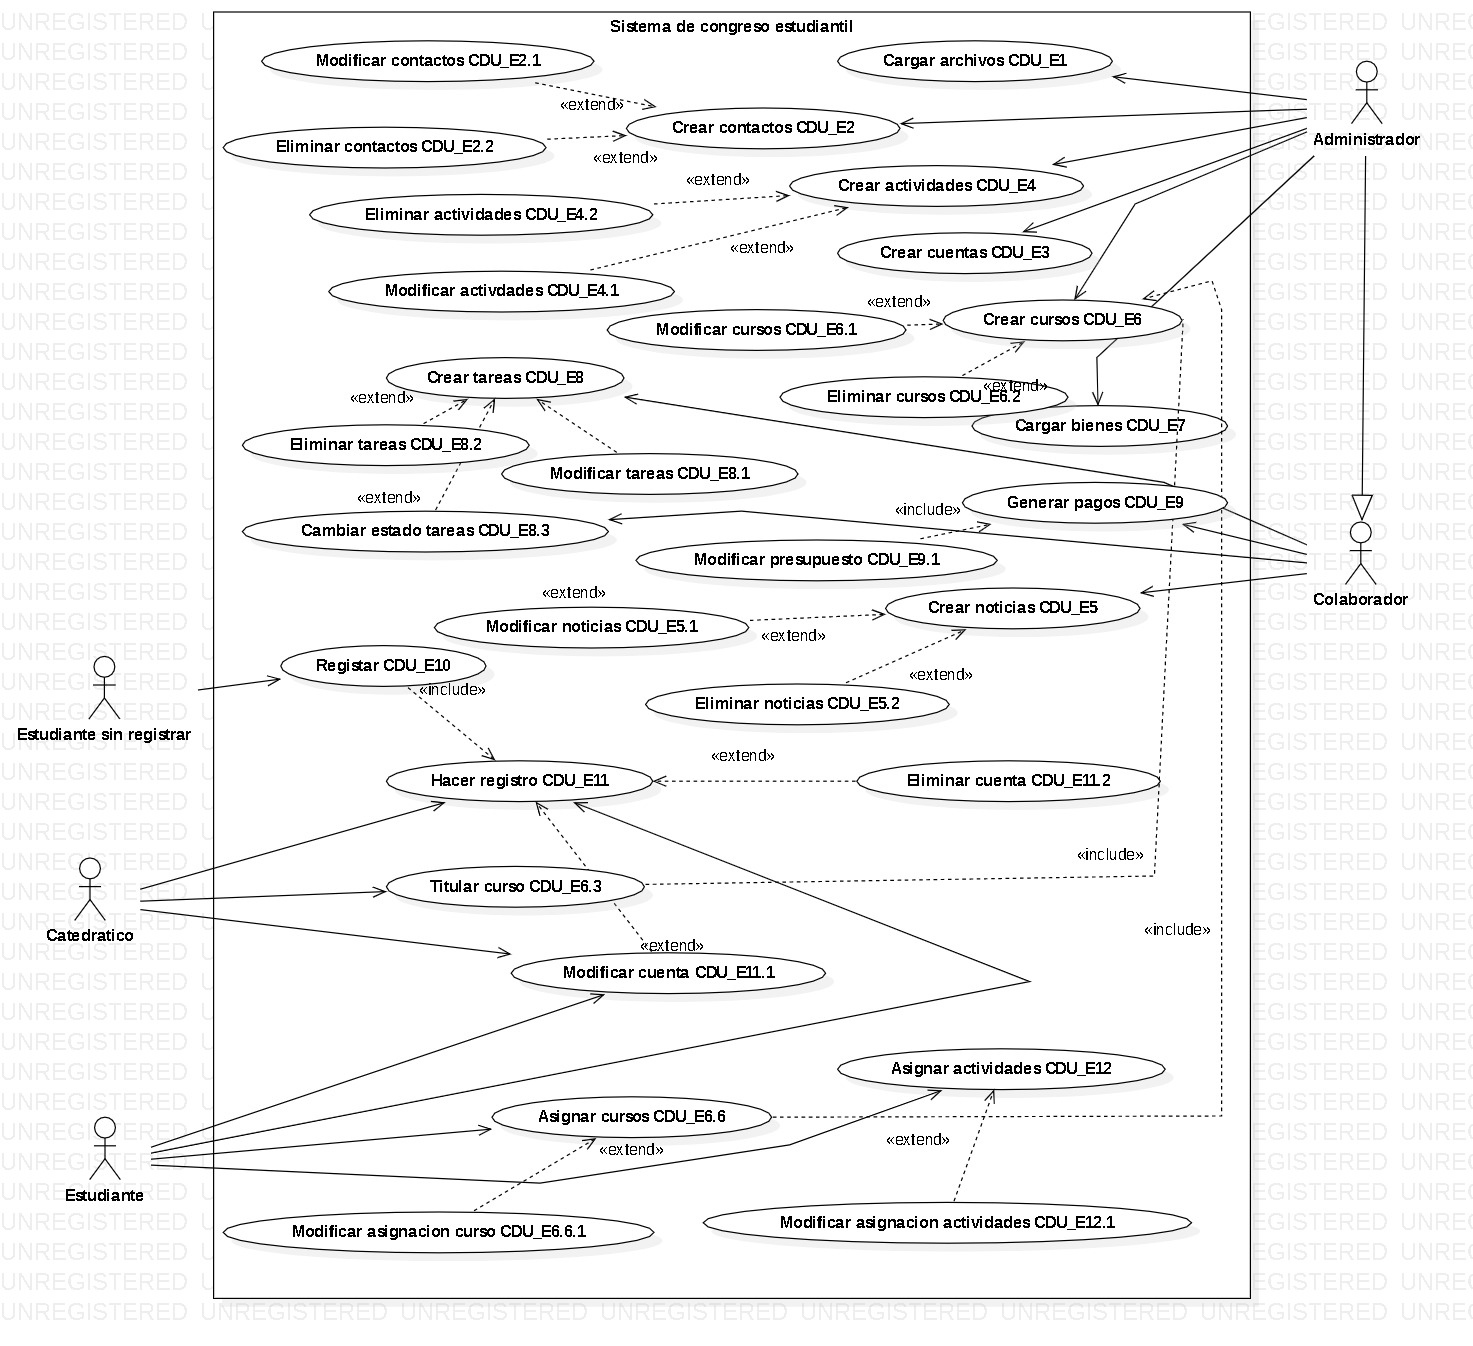 Sistema de congreso estudiantil
Modificar contactos CDU_E2.1
Cargar archivos CDU_E1
«extend»
Crear contactos CDU_E2
Administrador
Eliminar contactos CDU_E2.2
«extend»
«extend»
Crear actividades CDU_E4
Eliminar actividades CDU_E4.2
«extend»
Crear cuentas CDU_E3
Modificar activdades CDU_E4.1
«extend»
Crear cursos CDU_E6
Modificar cursos CDU_E6.1
Crear tareas CDU_E8
«extend»
«extend»
Eliminar cursos CDU_E6.2
Cargar bienes CDU_E7
Eliminar tareas CDU_E8.2
Modificar tareas CDU_E8.1
«extend»
Generar pagos CDU_E9
«include»
Cambiar estado tareas CDU_E8.3
Modificar presupuesto CDU_E9.1
«extend»
Colaborador
Crear noticias CDU_E5
Modificar noticias CDU_E5.1
«extend»
Registar CDU_E10
«extend»
«include»
Eliminar noticias CDU_E5.2
Estudiante sin registrar
«extend»
Hacer registro CDU_E11
Eliminar cuenta CDU_E11.2
«include»
Titular curso CDU_E6.3
«include»
Catedratico
«extend»
Modificar cuenta CDU_E11.1
Asignar actividades CDU_E12
Asignar cursos CDU_E6.6
«extend»
«extend»
Estudiante
Modificar asignacion actividades CDU_E12.1
Modificar asignacion curso CDU_E6.6.1
UNREGISTERED UNREGISTERED UNREGISTERED UNREGISTERED UNREGISTERED UNREGISTERED UNREGISTERED